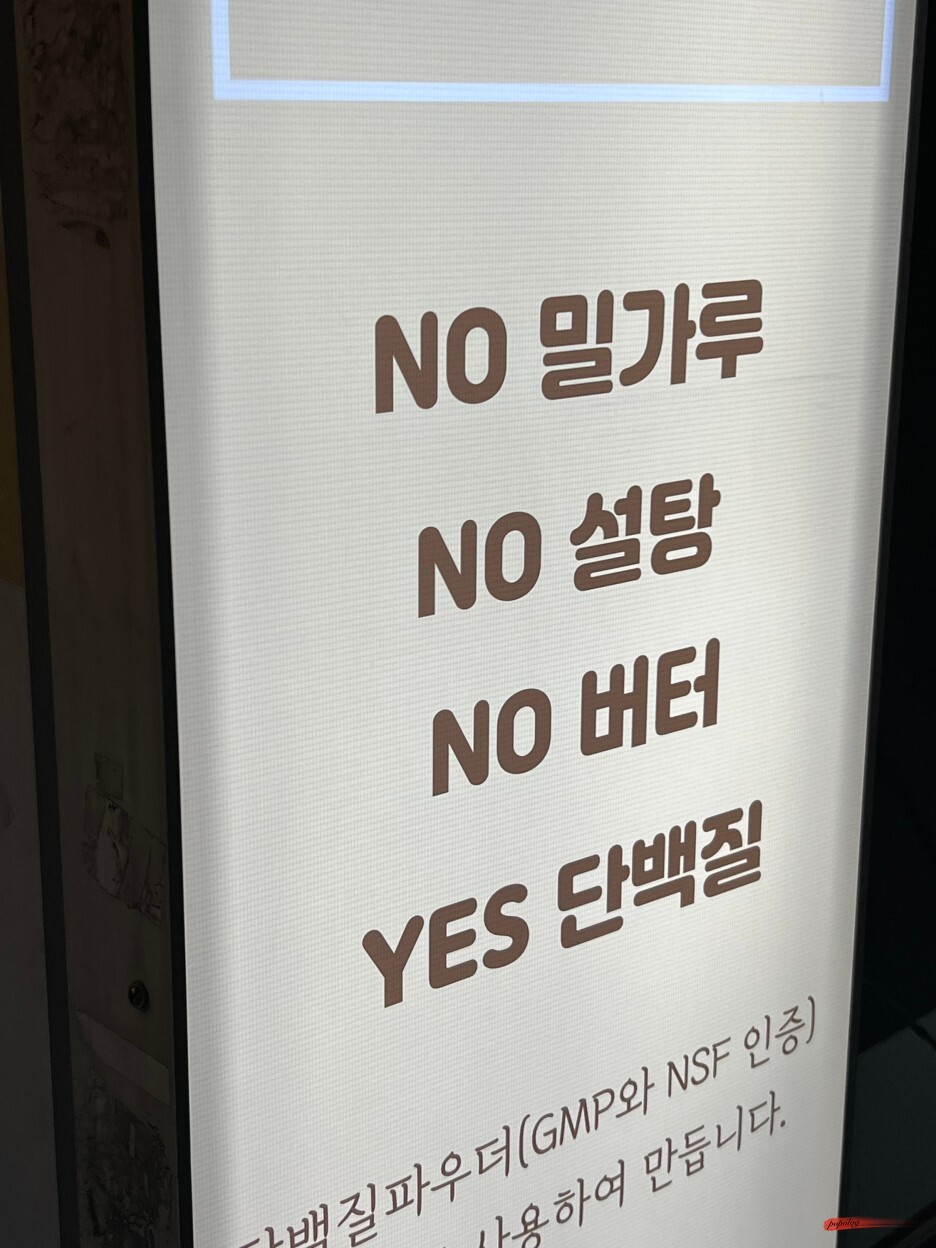 NO 밀가루
NO 설탕
NO 버터
YES 단백질
단백질파우더(GMP와 NSF 인증)
사용하여 만듭니다.
popolog